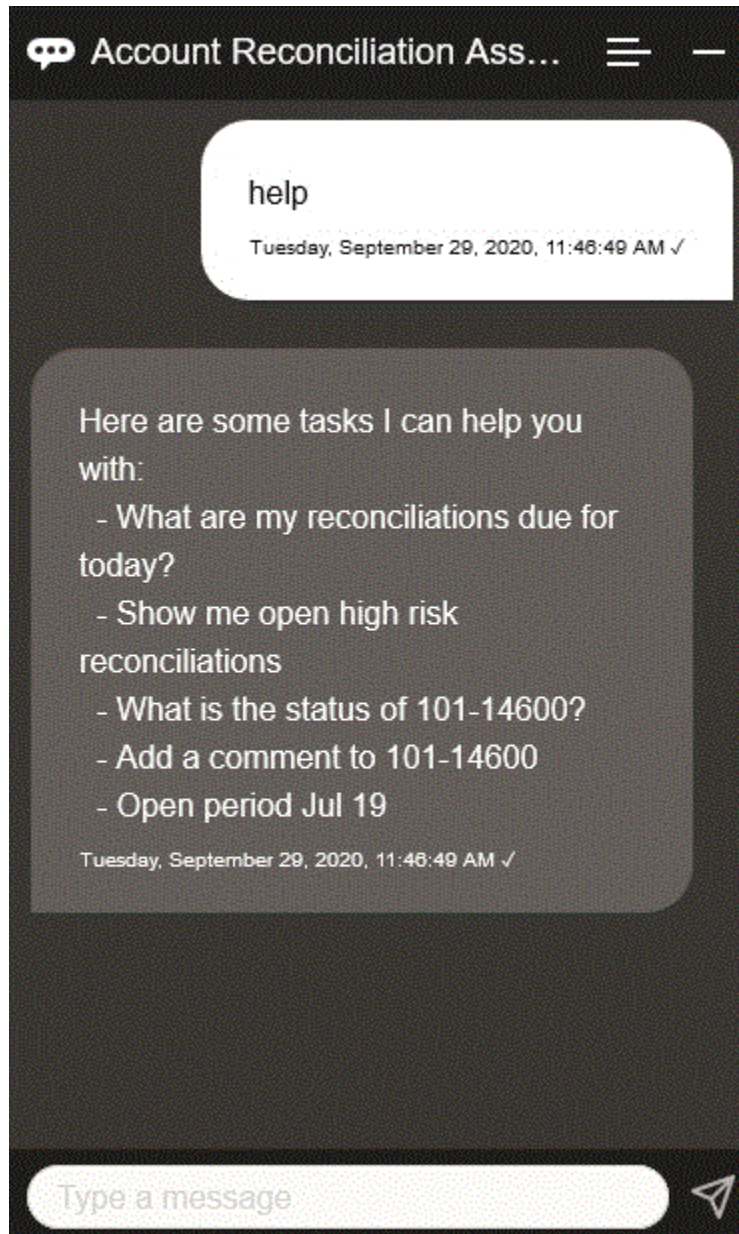 Account Reconciliation Ass...
help
Tuesday, September 29, 2020, 11:46:49 AM ✓
Here are some tasks I can help you
with:
- What are my reconciliations due for
today?
- Show me open high risk
reconciliations
- What is the status of 101-14600?
- Add a comment to 101-14600
- Open period Jul 19
Tuesday, September 29, 2020, 11:46:49 AM ✓
Type a message